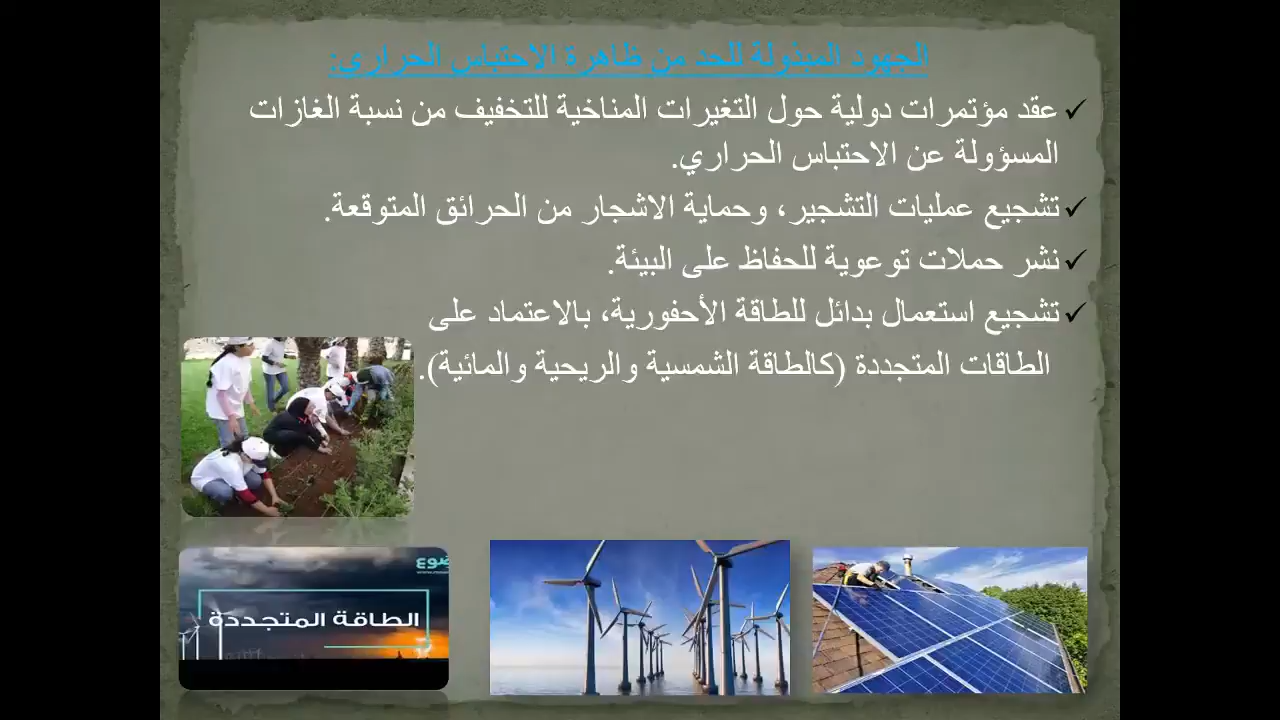 الجهود المبذولة للحد من ظاهرة الاحتباس الحراري:
✓ عقد مؤتمرات دولية حول التغيرات المناخية للتخفيف من نسبة الغازات
المسؤولة عن الاحتباس الحراري.
✓ تشجيع عمليات التشجير، وحماية الاشجار من الحرائق المتوقعة.
✓ نشر حملات توعوية للحفاظ على البيئة.
✓ تشجيع استعمال بدائل للطاقة الأحفورية، بالاعتماد على
الطاقات المتجددة (كالطاقة الشمسية والريحية والمائية).
الطاقة المتجددة